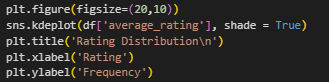 plt.figure(figsize=(20,10))
sns.kdeplot(df['average_rating'], shade = True)
plt.title('Rating Distribution\n')
plt.xlabel('Rating')
plt.ylabel('Frequency')